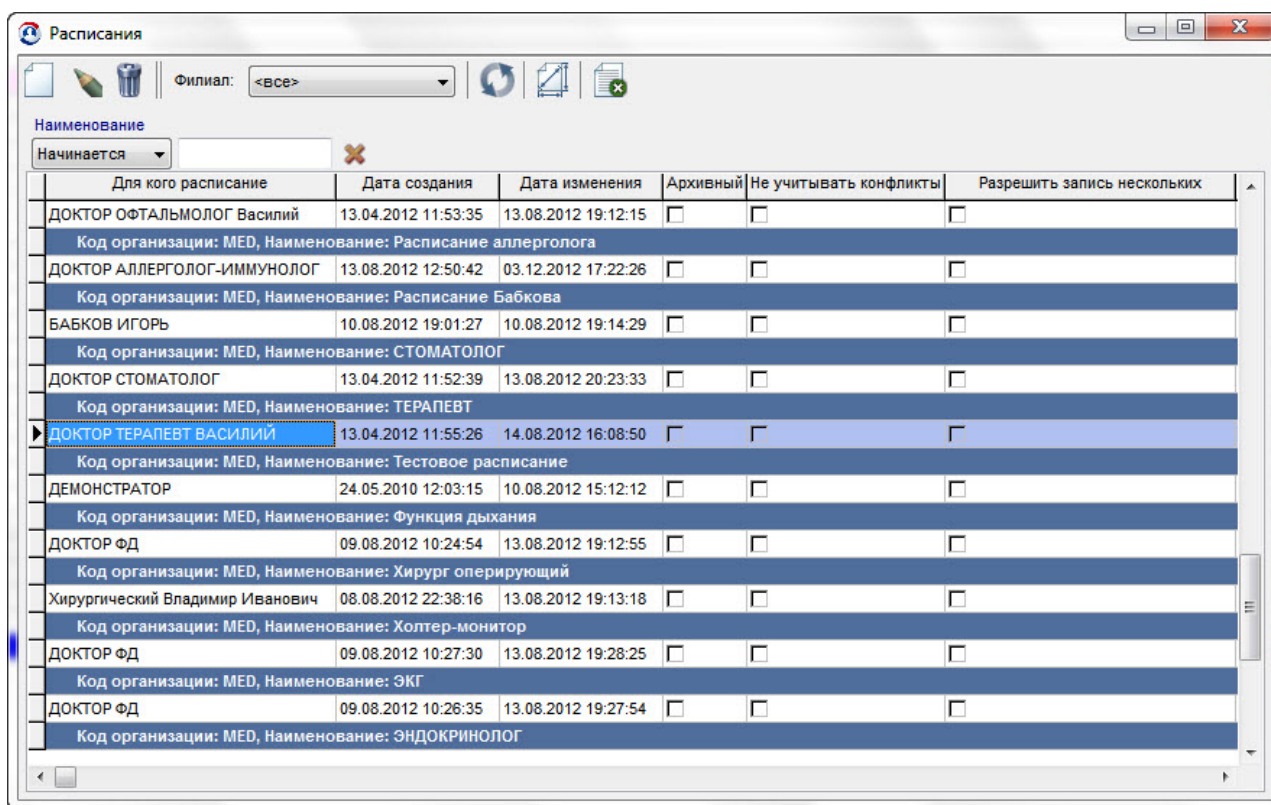 Расписания
Филиал: <все>
Наименование
Начинается
Для кого расписание Дата создания Дата изменения Архивный Не учитывать конфликты Разрешить запись нескольких
ДОКТОР ОФТАЛЬМОЛОГ Василий 13.04.2012 11:53:35 13.08.2012 19:12:15
Код организации: MED, Наименование: Расписание аллерголога
ДОКТОР АЛЛЕРГОЛОГ-ИММУНОЛОГ 13.08.2012 12:50:42 03.12.2012 17:22:26
Код организации: MED, Наименование: Расписание Бабкова
БАБКОВ ИГОРЬ 10.08.2012 19:01:27 10.08.2012 19:14:29
Код организации: MED, Наименование: СТОМАТОЛОГ
ДОКТОР СТОМАТОЛОГ 13.04.2012 11:52:39 13.08.2012 20:23:33
Код организации: MED, Наименование: ТЕРАПЕВТ
ДОКТОР ТЕРАПЕВТ ВАСИЛИЙ 13.04.2012 11:55:26 14.08.2012 16:08:50
Код организации: MED, Наименование: Тестовое расписание
ДЕМОНСТРАТОР 24.05.2010 12:03:15 10.08.2012 15:12:12
Код организации: MED, Наименование: Функция дыхания
ДОКТОР ФД 09.08.2012 10:24:54 13.08.2012 19:12:55
Код организации: MED, Наименование: Хирург оперирующий
Хирургический Владимир Иванович 08.08.2012 22:38:16 13.08.2012 19:13:18
Код организации: MED, Наименование: Холтер-монитор
ДОКТОР ФД 09.08.2012 10:27:30 13.08.2012 19:28:25
Код организации: MED, Наименование: ЭКГ
ДОКТОР ФД 09.08.2012 10:26:35 13.08.2012 19:27:54
Код организации: MED, Наименование: ЭНДОКРИНОЛОГ